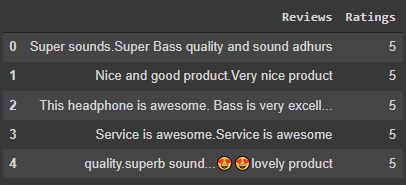 Reviews Ratings
0 Super sounds.Super Bass quality and sound adhurs 5
1 Nice and good product.Very nice product 5
2 This headphone is awesome. Bass is very excell... 5
3 Service is awesome.Service is awesome 5
4 quality.superb sound...😍😍lovely product 5